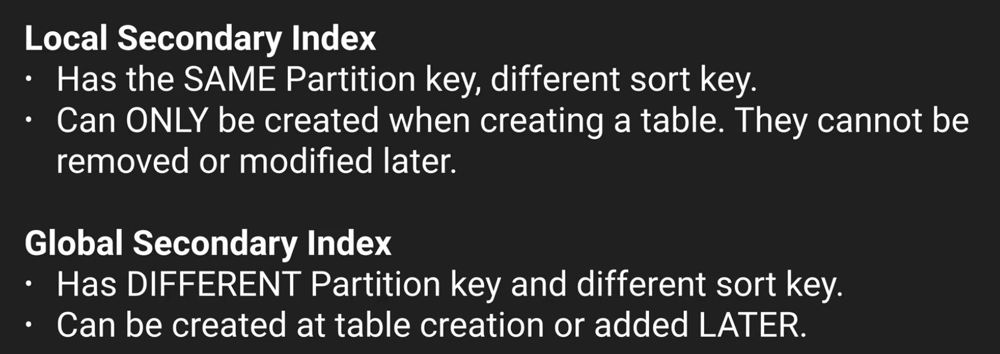 Local Secondary Index
• Has the SAME Partition key, different sort key.
• Can ONLY be created when creating a table. They cannot be
removed or modified later.
Global Secondary Index
• Has DIFFERENT Partition key and different sort key.
• Can be created at table creation or added LATER.